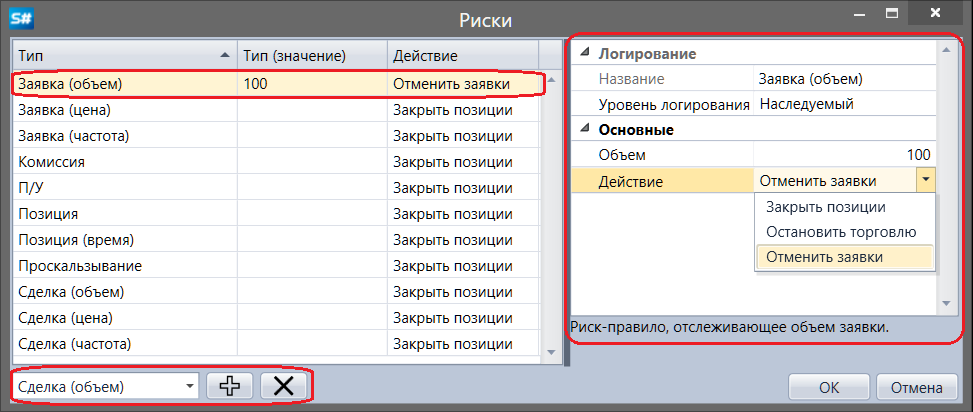 S# Риски
Тип Тип (значение) Действие
Заявка (объем) 100 Отменить заявки
Заявка (цена) Закрыть позиции
Заявка (частота) Закрыть позиции
Комиссия Закрыть позиции
П/У Закрыть позиции
Позиция Закрыть позиции
Позиция (время) Закрыть позиции
Проскальзывание Закрыть позиции
Сделка (объем) Закрыть позиции
Сделка (цена) Закрыть позиции
Сделка (частота) Закрыть позиции
Сделка (объем)
Логирование
Название Заявка (объем)
Уровень логирования Наследуемый
Основные
Объем 100
Действие Отменить заявки
Закрыть позиции
Остановить торговлю
Отменить заявки
Риск-правило, отслеживающее объем заявки.
OK Отмена